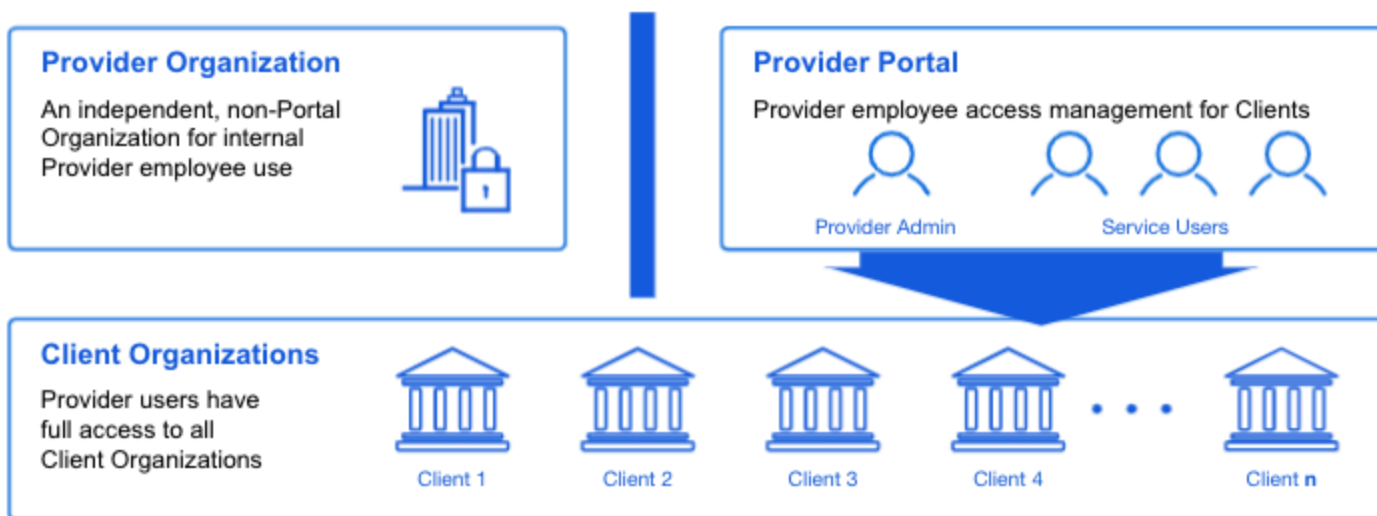 Provider Organization
An independent, non-Portal
Organization for internal
Provider employee use
Provider Portal
Provider employee access management for Clients
Provider Admin
Service Users
Client Organizations
Provider users have
full access to all
Client Organizations
Client 1
Client 2
Client 3
Client 4
Client n